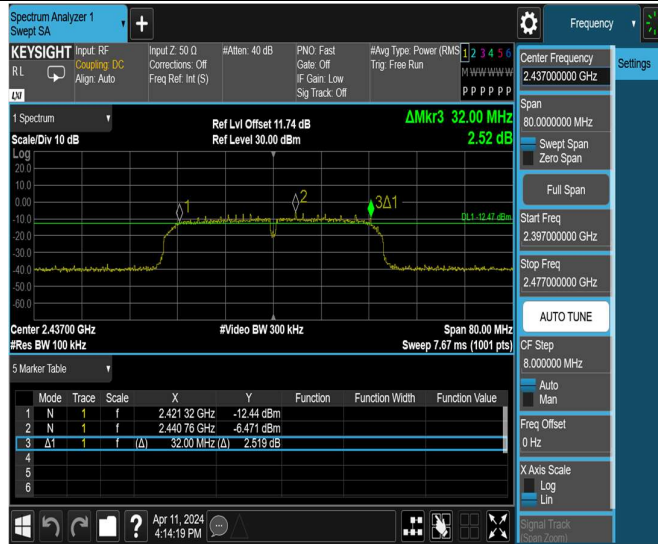 Spectrum Analyzer 1
Swept SA
Frequency
KEYSIGHT
Input: RF
Coupling: DC
Align: Auto
Input Z: 50 Ω
Corrections: Off
Freq Ref: Int (S)
#Atten: 40 dB
PNO: Fast
Gate: Off
IF Gain: Low
Sig Track: Off
#Avg Type: Power (RMS
Trig: Free Run
1 2 3 4 5 6
M W W W W W
P P P P P P
R L
LXI
1 Spectrum
Scale/Div 10 dB
Ref Lvl Offset 11.74 dB
Ref Level 30.00 dBm
ΔMkr3 32.00 MHz
2.52 dB
Log
20.0
10.0
0.00
-10.0
-20.0
-30.0
-40.0
-50.0
-60.0
1
2
3Δ1
DL1 -12.47 dBm
Center 2.43700 GHz
#Res BW 100 kHz
#Video BW 300 kHz
Span 80.00 MHz
Sweep 7.67 ms (1001 pts)
5 Marker Table
Mode Trace Scale X Y Function Function Width Function Value
1 N 1 f 2.421 32 GHz -12.44 dBm
2 N 1 f 2.440 76 GHz -6.471 dBm
3 Δ1 1 f (Δ) 32.00 MHz (Δ) 2.519 dB
4
5
6
Apr 11, 2024
4:14:19 PM
Center Frequency
2.437000000 GHz
Settings
Span
80.0000000 MHz
Swept Span
Zero Span
Full Span
Start Freq
2.397000000 GHz
Stop Freq
2.477000000 GHz
AUTO TUNE
CF Step
8.000000 MHz
Auto
Man
Freq Offset
0 Hz
X Axis Scale
Log
Lin
Signal Track
(Span Zoom)